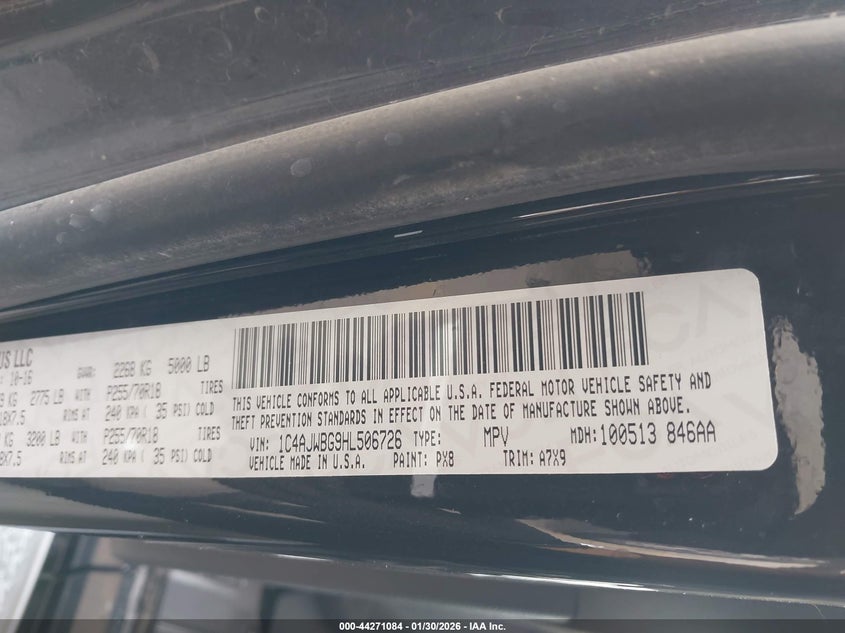 US LLC
10-16
GVWR: 2268 KG 5000 LB
KG 2775 LB WITH P255/70R18 TIRES
18X7.5 RIMS AT 240 KPA ( 35 PSI) COLD
KG 3200 LB WITH P255/70R18 TIRES
8X7.5 RIMS AT 240 KPA ( 35 PSI) COLD
THIS VEHICLE CONFORMS TO ALL APPLICABLE U.S.A. FEDERAL MOTOR VEHICLE SAFETY AND
THEFT PREVENTION STANDARDS IN EFFECT ON THE DATE OF MANUFACTURE SHOWN ABOVE.
VIN: 1C4AJWBG9HL506726 TYPE: MPV MDH: 100513 846AA
VEHICLE MADE IN U.S.A. PAINT: PX8 TRIM: A7X9
000-44271084 - 01/30/2026 - IAA Inc.